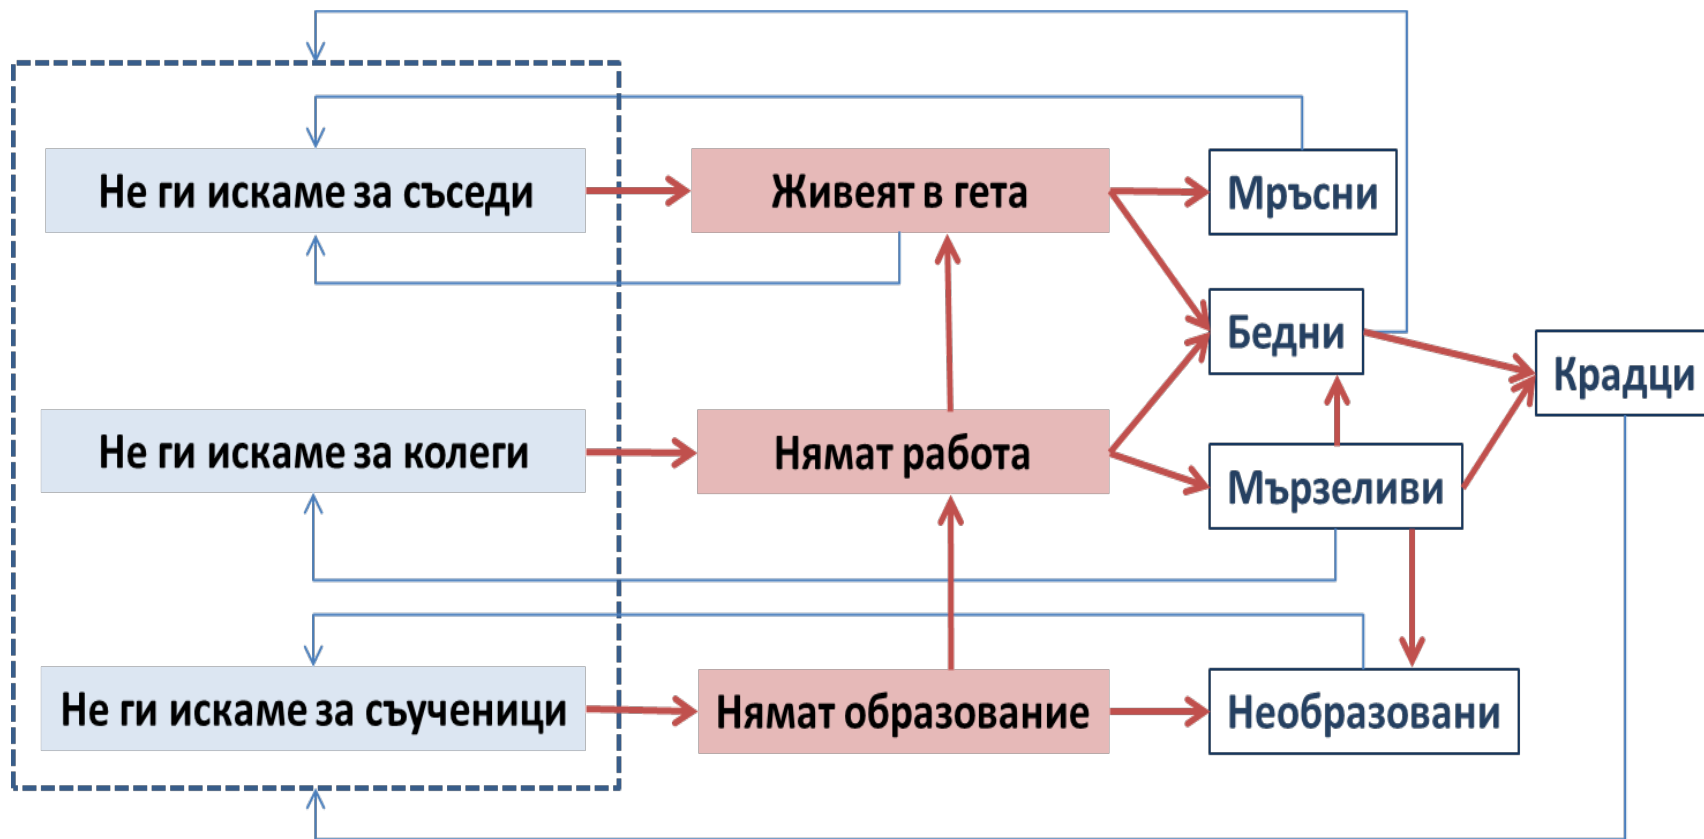 Не ги искаме за съседи
Живеят в гета
Мръсни
Бедни
Крадци
Не ги искаме за колеги
Нямат работа
Мързеливи
Не ги искаме за съученици
Нямат образование
Необразовани